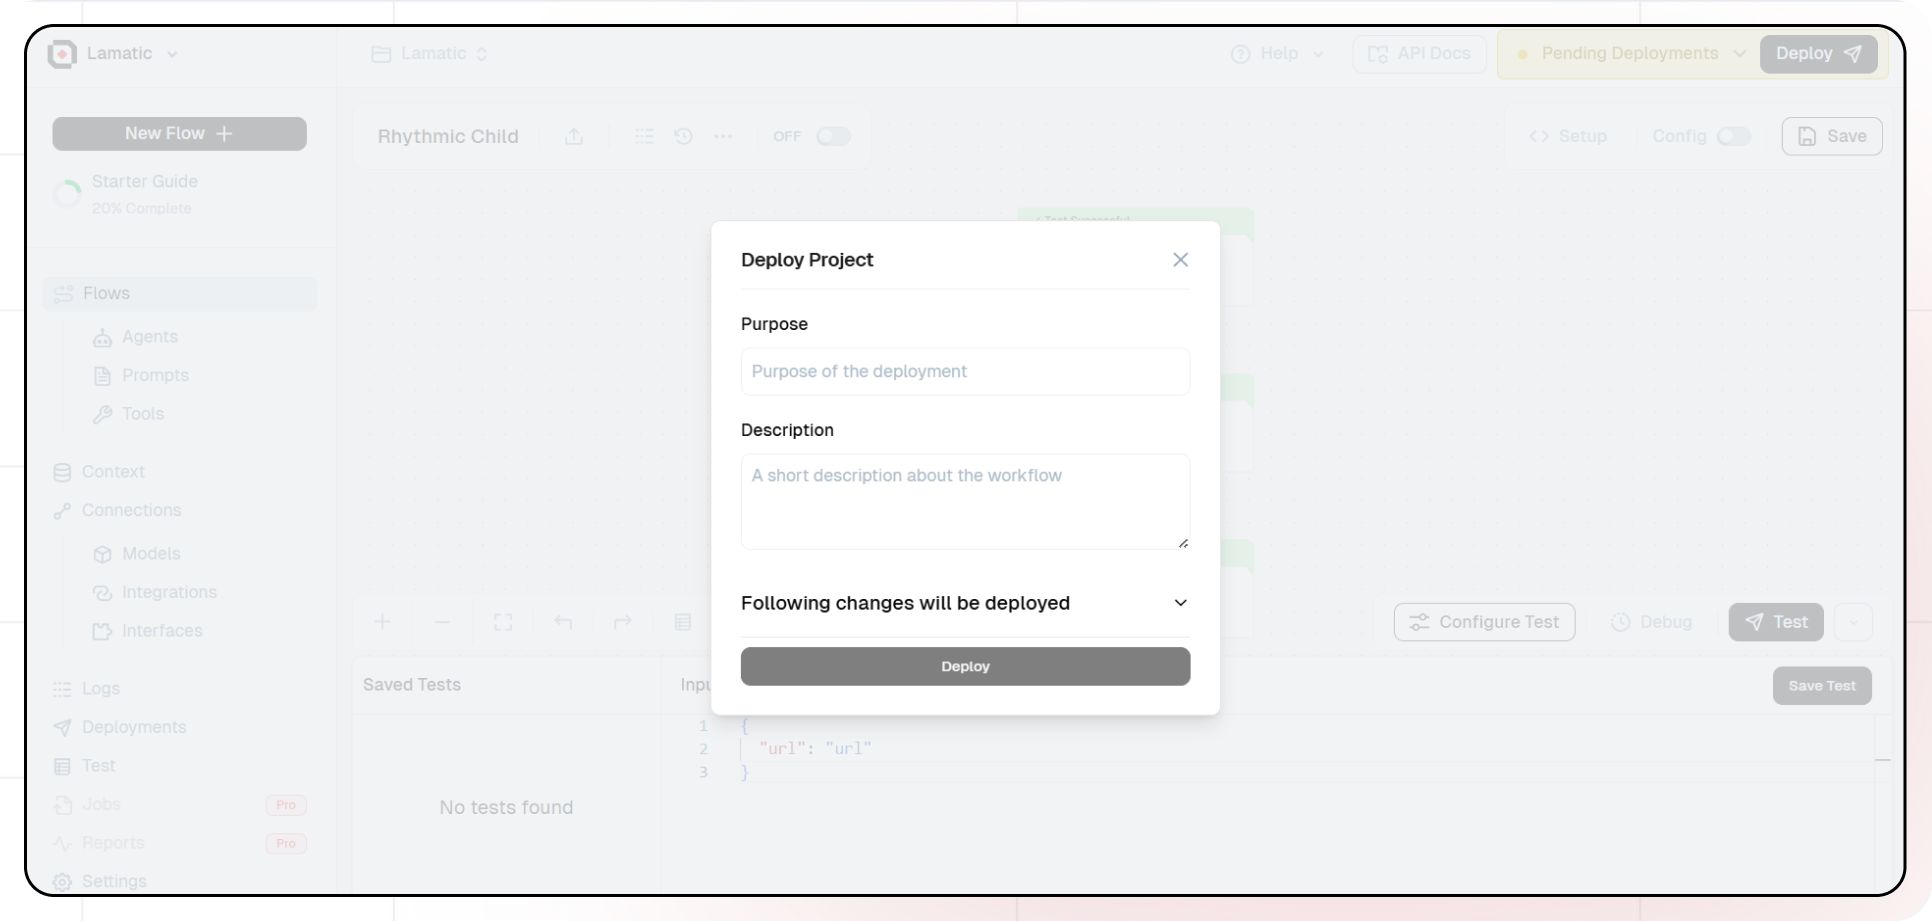 Lamatic
Lamatic
Help
API Docs
Pending Deployments
Deploy
New Flow
Starter Guide
20% Complete
Rhythmic Child
OFF
Setup
Config
Save
Test Successful
Flows
Agents
Prompts
Tools
Context
Connections
Models
Integrations
Interfaces
Logs
Deployments
Test
Jobs Pro
Reports Pro
Settings
Deploy Project
Purpose
Purpose of the deployment
Description
A short description about the workflow
Following changes will be deployed
Deploy
Configure Test
Debug
Test
Saved Tests
Inpu
Save Test
1 {
2 "url": "url"
3 }
No tests found